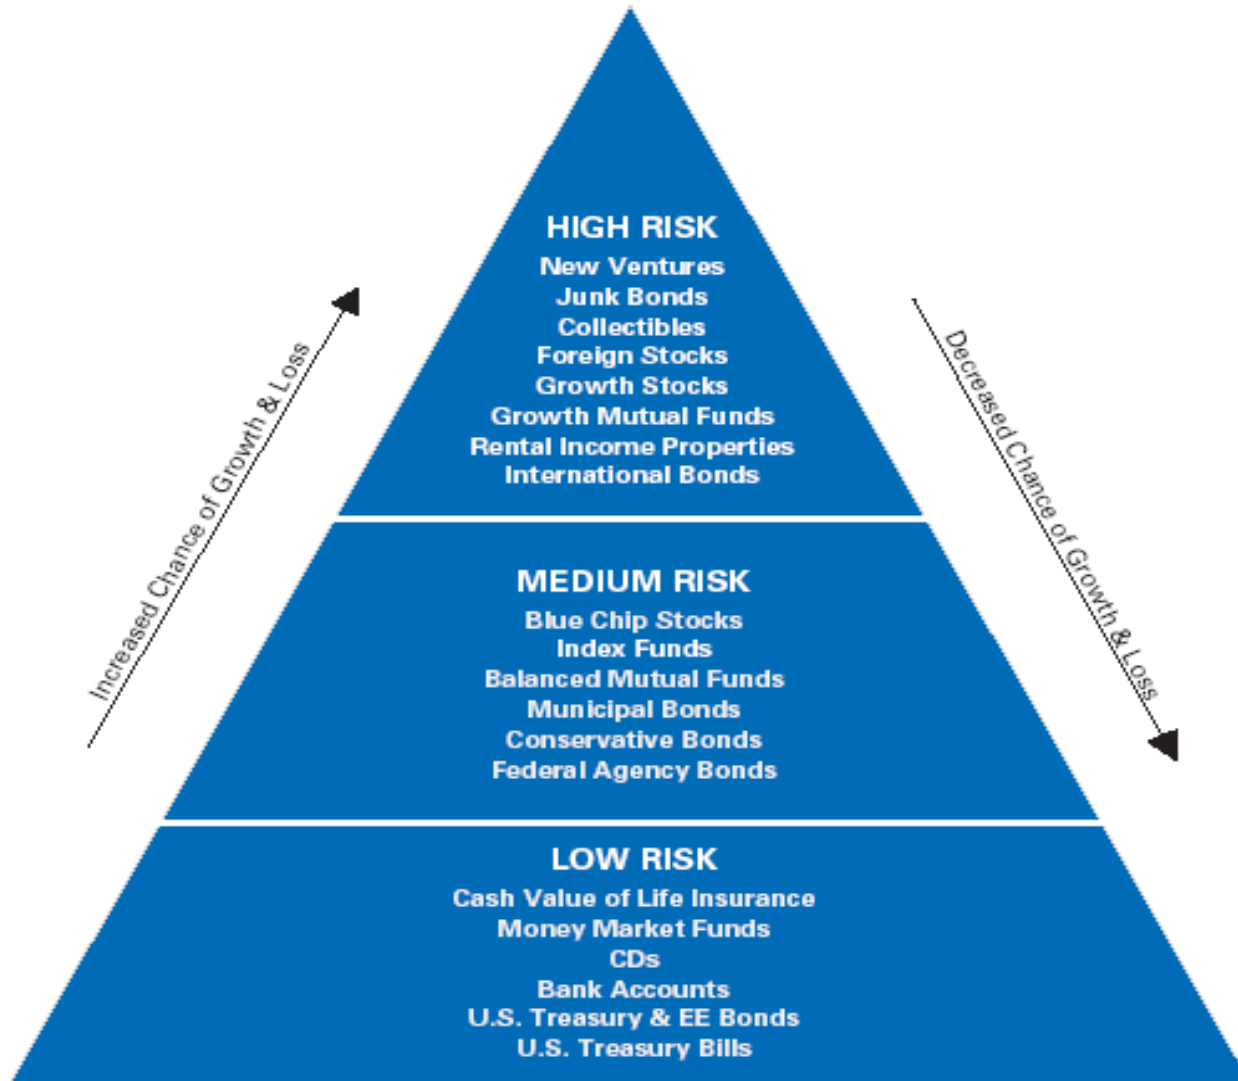 HIGH RISK
New Ventures
Junk Bonds
Collectibles
Foreign Stocks
Growth Stocks
Growth Mutual Funds
Rental Income Properties
International Bonds
Increased Chance of Growth & Loss
Decreased Chance of Growth & Loss
MEDIUM RISK
Blue Chip Stocks
Index Funds
Balanced Mutual Funds
Municipal Bonds
Conservative Bonds
Federal Agency Bonds
LOW RISK
Cash Value of Life Insurance
Money Market Funds
CDs
Bank Accounts
U.S. Treasury & EE Bonds
U.S. Treasury Bills